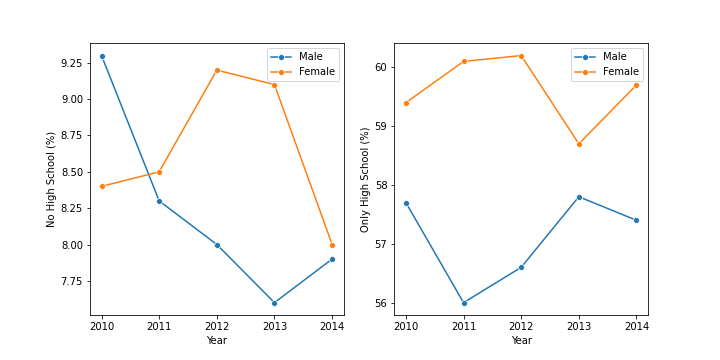 No High School (%)
9.25
9.00
8.75
8.50
8.25
8.00
7.75
2010 2011 2012 2013 2014
Year
Male
Female
Only High School (%)
60
59
58
57
56
2010 2011 2012 2013 2014
Year
Male
Female